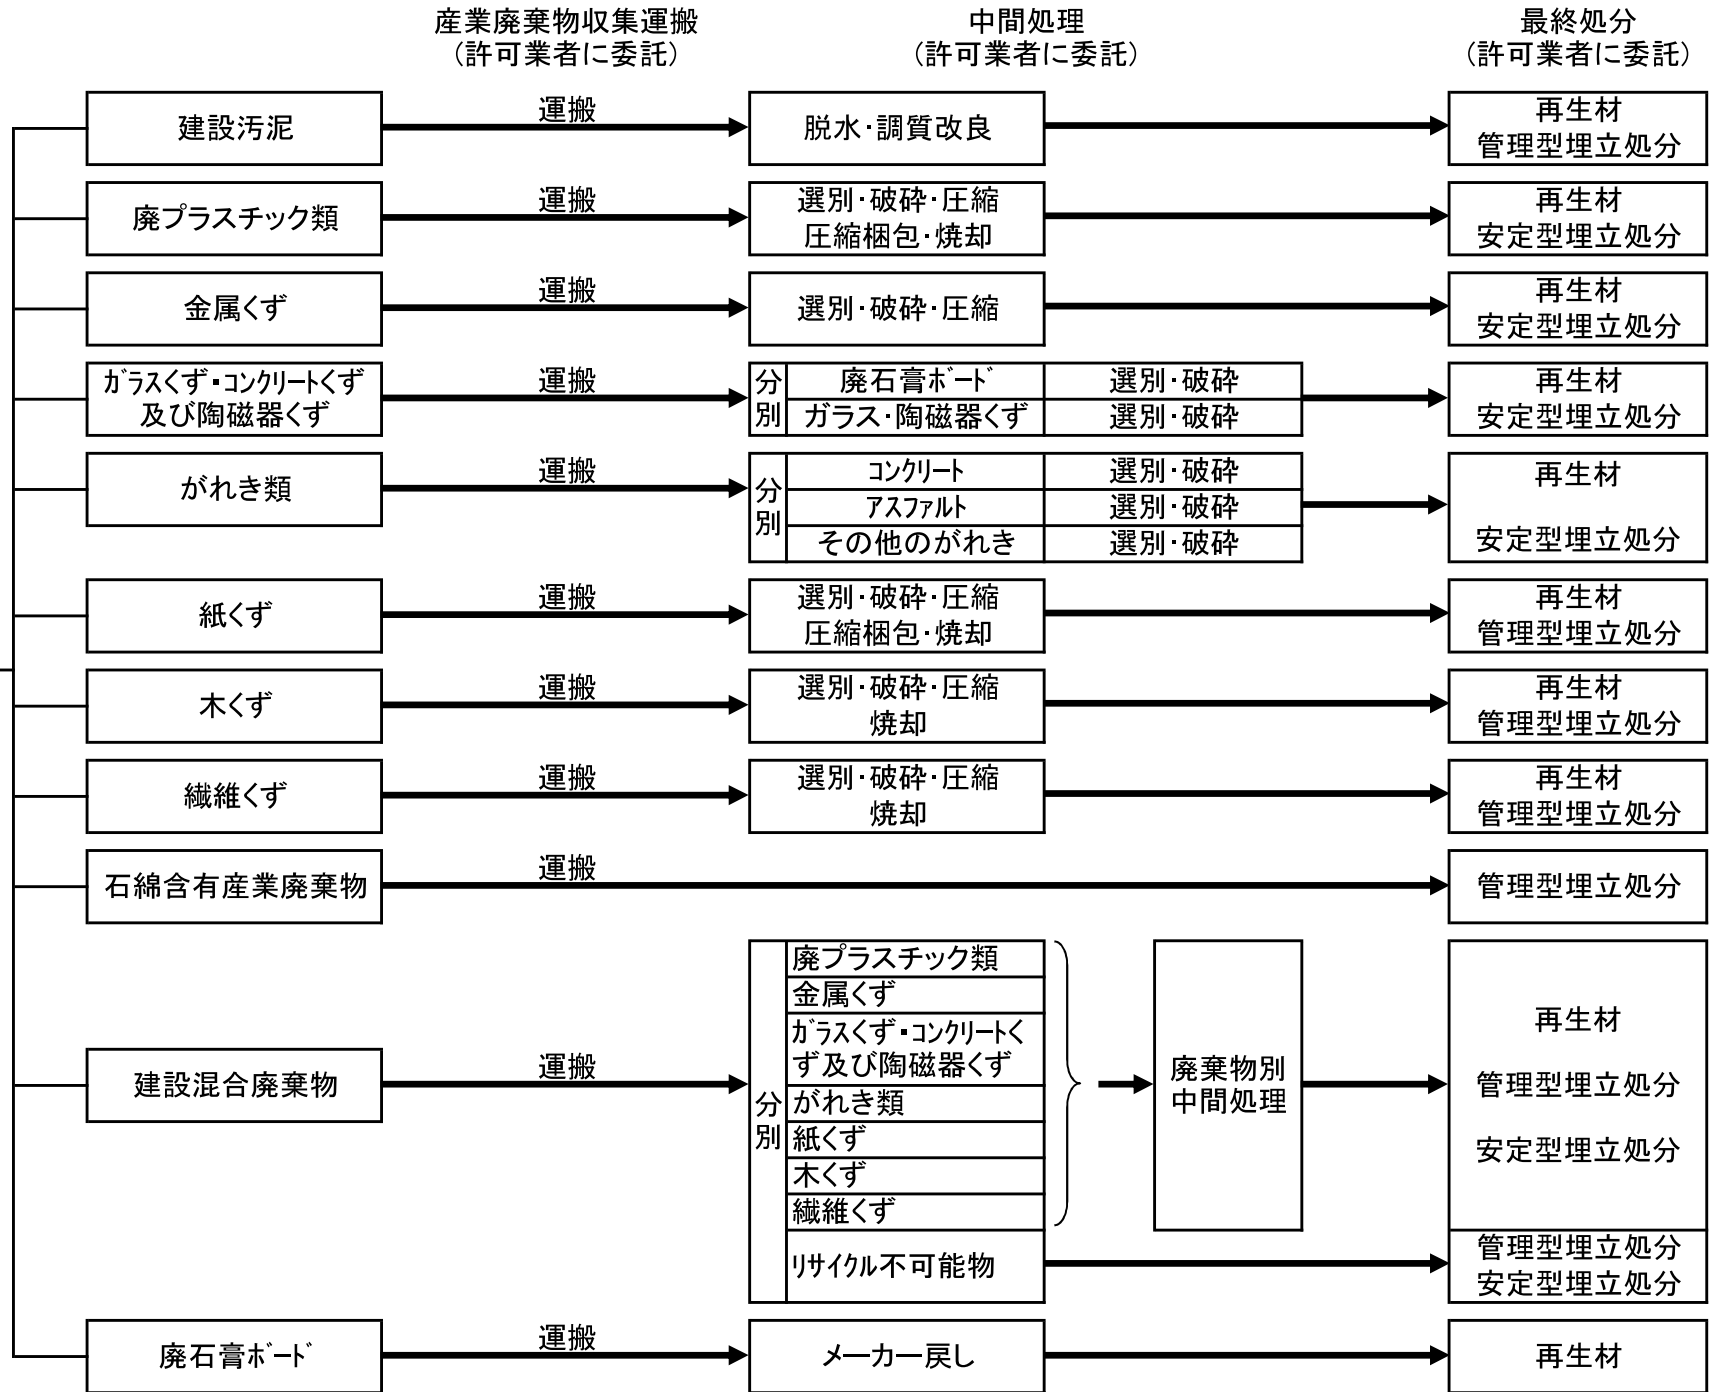 産業廃棄物収集運搬
（許可業者に委託）
中間処理
（許可業者に委託）
最終処分
（許可業者に委託）
建設汚泥
運搬
脱水・調質改良
再生材
管理型埋立処分
廃プラスチック類
運搬
選別・破砕・圧縮
圧縮梱包・焼却
再生材
安定型埋立処分
金属くず
運搬
選別・破砕・圧縮
再生材
安定型埋立処分
ｶﾞﾗｽくず・ｺﾝｸﾘｰﾄくず
及び陶磁器くず
運搬
分別
廃石膏ﾎﾞｰﾄﾞ
選別・破砕
ガラス・陶磁器くず
選別・破砕
再生材
安定型埋立処分
がれき類
運搬
分別
ｺﾝｸﾘｰﾄ
選別・破砕
ｱｽﾌｧﾙﾄ
選別・破砕
その他のがれき
選別・破砕
再生材
安定型埋立処分
紙くず
運搬
選別・破砕・圧縮
圧縮梱包・焼却
再生材
管理型埋立処分
木くず
運搬
選別・破砕・圧縮
焼却
再生材
管理型埋立処分
繊維くず
運搬
選別・破砕・圧縮
焼却
再生材
管理型埋立処分
石綿含有産業廃棄物
運搬
管理型埋立処分
建設混合廃棄物
運搬
分別
廃プラスチック類
金属くず
ｶﾞﾗｽくず・ｺﾝｸﾘｰﾄく
ず及び陶磁器くず
がれき類
紙くず
木くず
繊維くず
ﾘｻｲｸﾙ不可能物
廃棄物別
中間処理
再生材
管理型埋立処分
安定型埋立処分
管理型埋立処分
安定型埋立処分
廃石膏ﾎﾞｰﾄﾞ
運搬
メーカー戻し
再生材